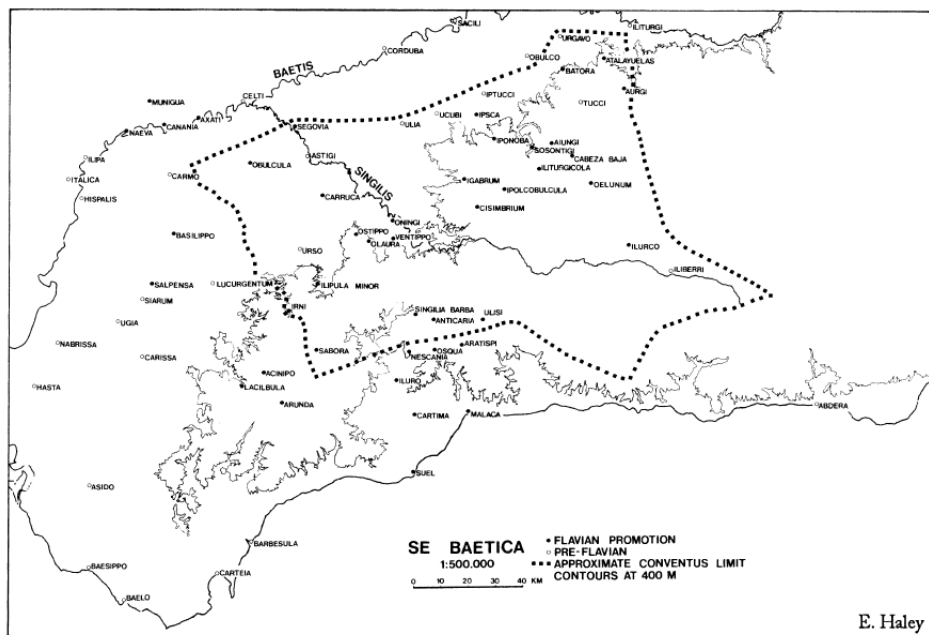 SACILI
ILITURGI
URGAVO
CORDUBA
OBULCO
ATALAYUELAS
BATORA
BAETIS
AURGI
CELTI
IPTUCCI
TUCCI
MUNIGUA
AXATI
UCUBI
IPSCA
CANANIA
SEGOVIA
ULIA
NAEVA
IPONOBA
AIUNGI
SOSONTIGI
ILIPA
ASTIGI
CABEZA BAJA
OBULCULA
ILITURGICOLA
CARMO
SINGILIS
IGABRUM
OELUNUM
ITALICA
IPOLCOBULCULA
HISPALIS
CARRUCA
CISIMBRIUM
ONINGI
BASILIPPO
OSTIPPO
VENTIPPO
OLAURA
URSO
ILURCO
ILIBERRI
SALPENSA
LUCURGENTUM
ILIPULA MINOR
SIARUM
IRNI
SINGILIA BARBA
UGIA
ANTICARIA
ULISI
NABRISSA
SABORA
ARATISPI
CARISSA
NESCANIA
OSQUA
ACINIPO
HASTA
LACILBULA
ILURO
ARUNDA
ABDERA
CARTIMA
MALACA
SUEL
ASIDO
BARBESULA
SE BAETICA
1:500.000
0 10 20 30 40 KM
FLAVIAN PROMOTION
PRE-FLAVIAN
APPROXIMATE CONVENTUS LIMIT
CONTOURS AT 400 M
BAESIPPO
CARTEIA
BAELO
E. Haley